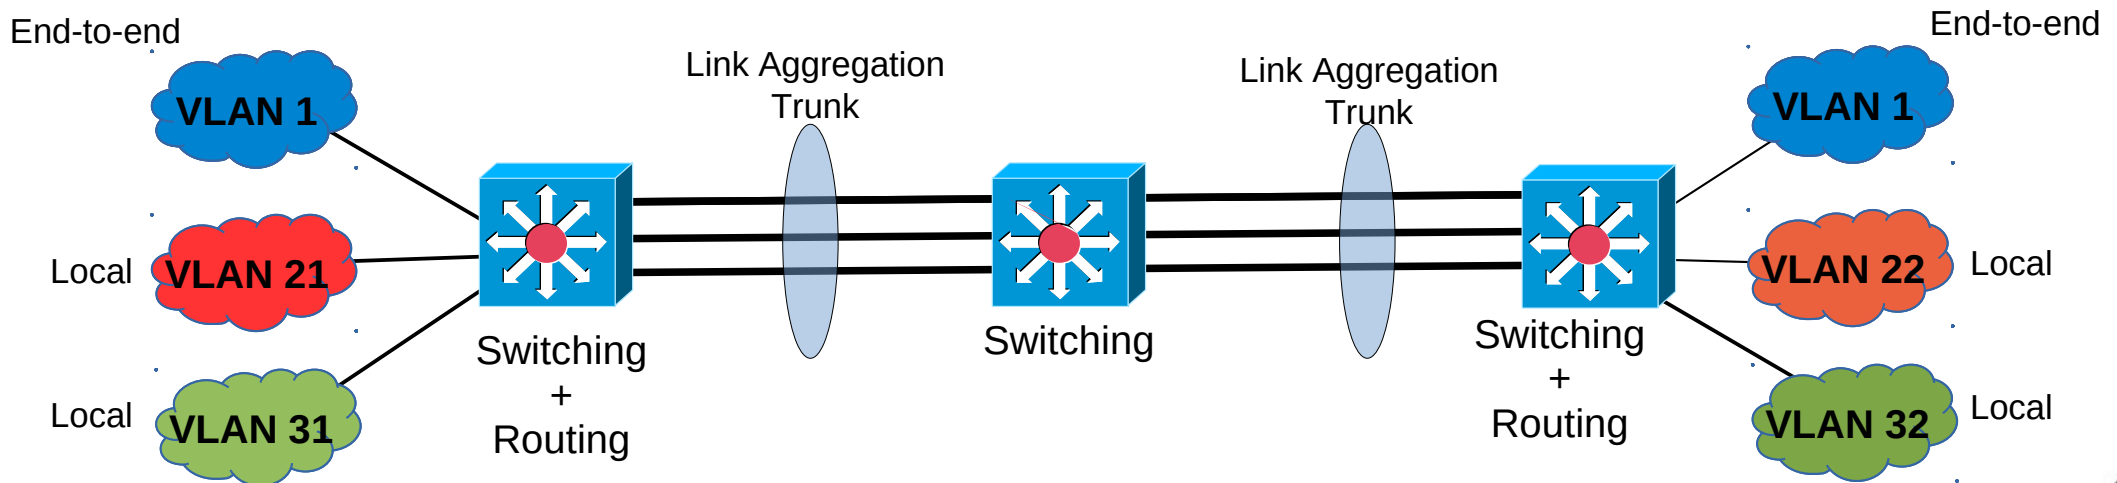 End-to-end
End-to-end
VLAN 1
Link Aggregation
Trunk
Link Aggregation
Trunk
VLAN 1
Local
VLAN 21
VLAN 22
Local
Switching
+
Routing
Switching
Switching
+
Routing
Local
VLAN 31
VLAN 32
Local